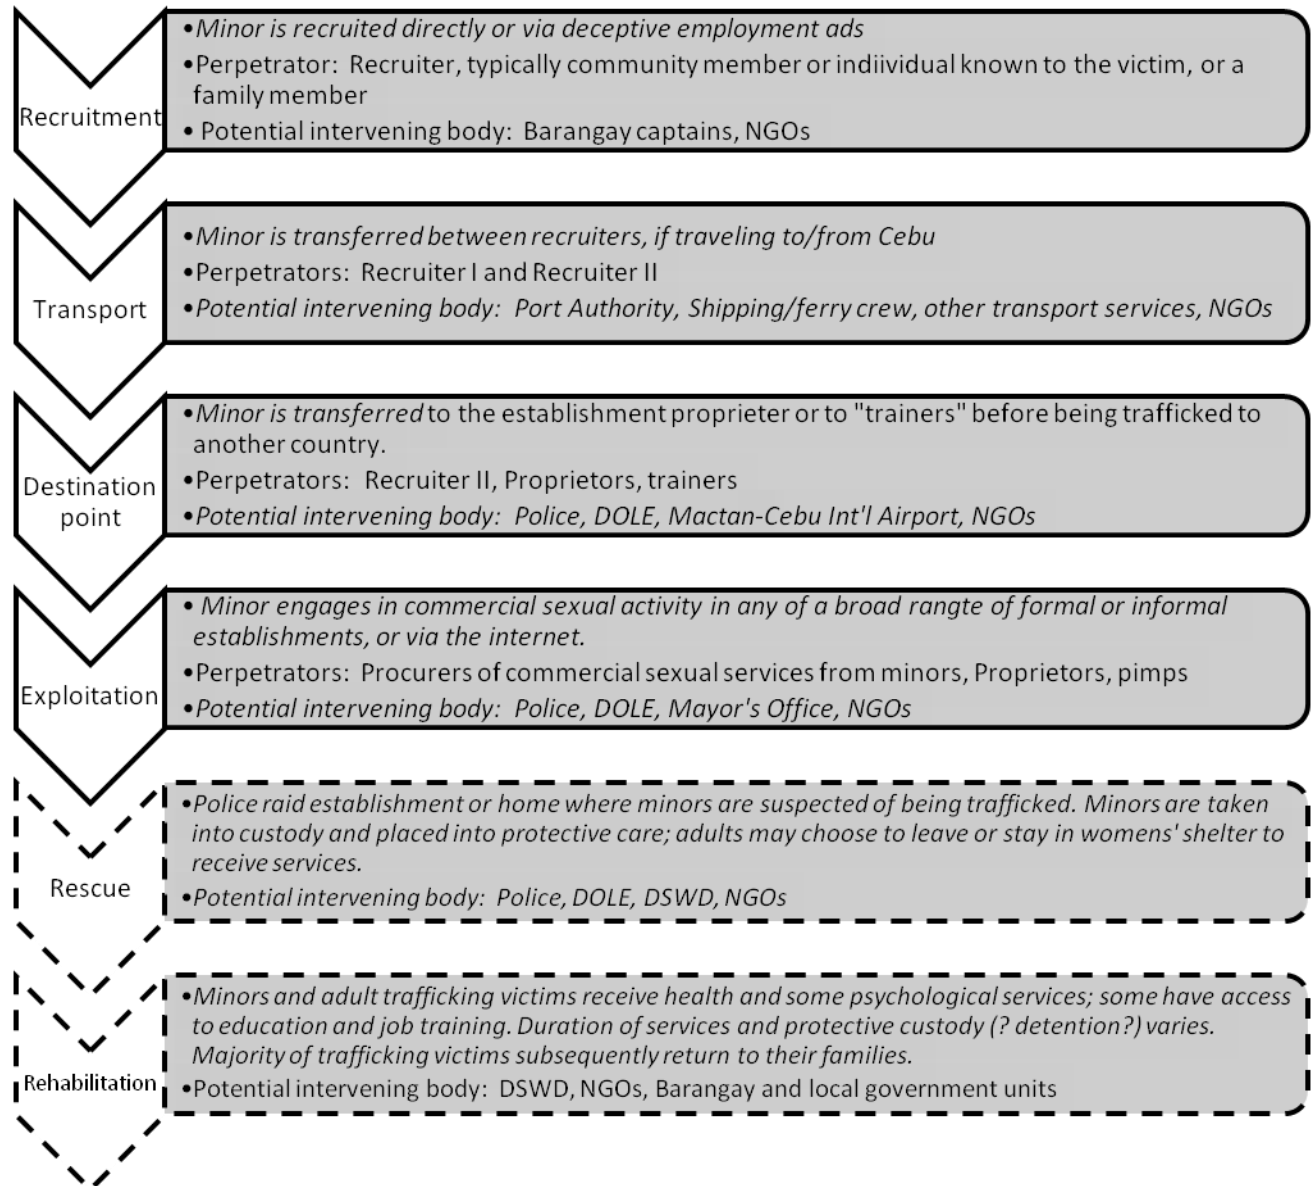 Recruitment
•Minor is recruited directly or via deceptive employment ads
•Perpetrator: Recruiter, typically community member or indiividual known to the victim, or a
family member
• Potential intervening body: Barangay captains, NGOs
Transport
•Minor is transferred between recruiters, if traveling to/from Cebu
•Perpetrators: Recruiter I and Recruiter II
•Potential intervening body: Port Authority, Shipping/ferry crew, other transport services, NGOs
Destination
point
•Minor is transferred to the establishment proprieter or to "trainers" before being trafficked to
another country.
•Perpetrators: Recruiter II, Proprietors, trainers
•Potential intervening body: Police, DOLE, Mactan-Cebu Int'l Airport, NGOs
Exploitation
• Minor engages in commercial sexual activity in any of a broad rangte of formal or informal
establishments, or via the internet.
•Perpetrators: Procurers of commercial sexual services from minors, Proprietors, pimps
•Potential intervening body: Police, DOLE, Mayor's Office, NGOs
Rescue
•Police raid establishment or home where minors are suspected of being trafficked. Minors are taken
into custody and placed into protective care; adults may choose to leave or stay in womens' shelter to
receive services.
•Potential intervening body: Police, DOLE, DSWD, NGOs
Rehabilitation
•Minors and adult trafficking victims receive health and some psychological services; some have access
to education and job training. Duration of services and protective custody (? detention?) varies.
Majority of trafficking victims subsequently return to their families.
•Potential intervening body: DSWD, NGOs, Barangay and local government units